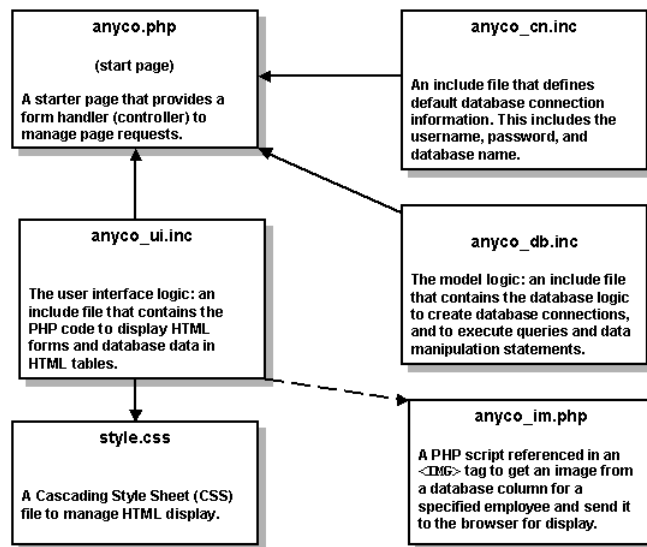 anyco.php
(start page)
A starter page that provides a
form handler (controller) to
manage page requests.
anyco_cn.inc
An include file that defines
default database connection
information. This includes the
username, password, and
database name.
anyco_ui.inc
The user interface logic: an
include file that contains the
PHP code to display HTML
forms and database data in
HTML tables.
anyco_db.inc
The model logic: an include file
that contains the database logic
to create database connections,
and to execute queries and data
manipulation statements.
style.css
A Cascading Style Sheet (CSS)
file to manage HTML display.
anyco_im.php
A PHP script referenced in an
<IMG> tag to get an image from
a database column for a
specified employee and send it
to the browser for display.